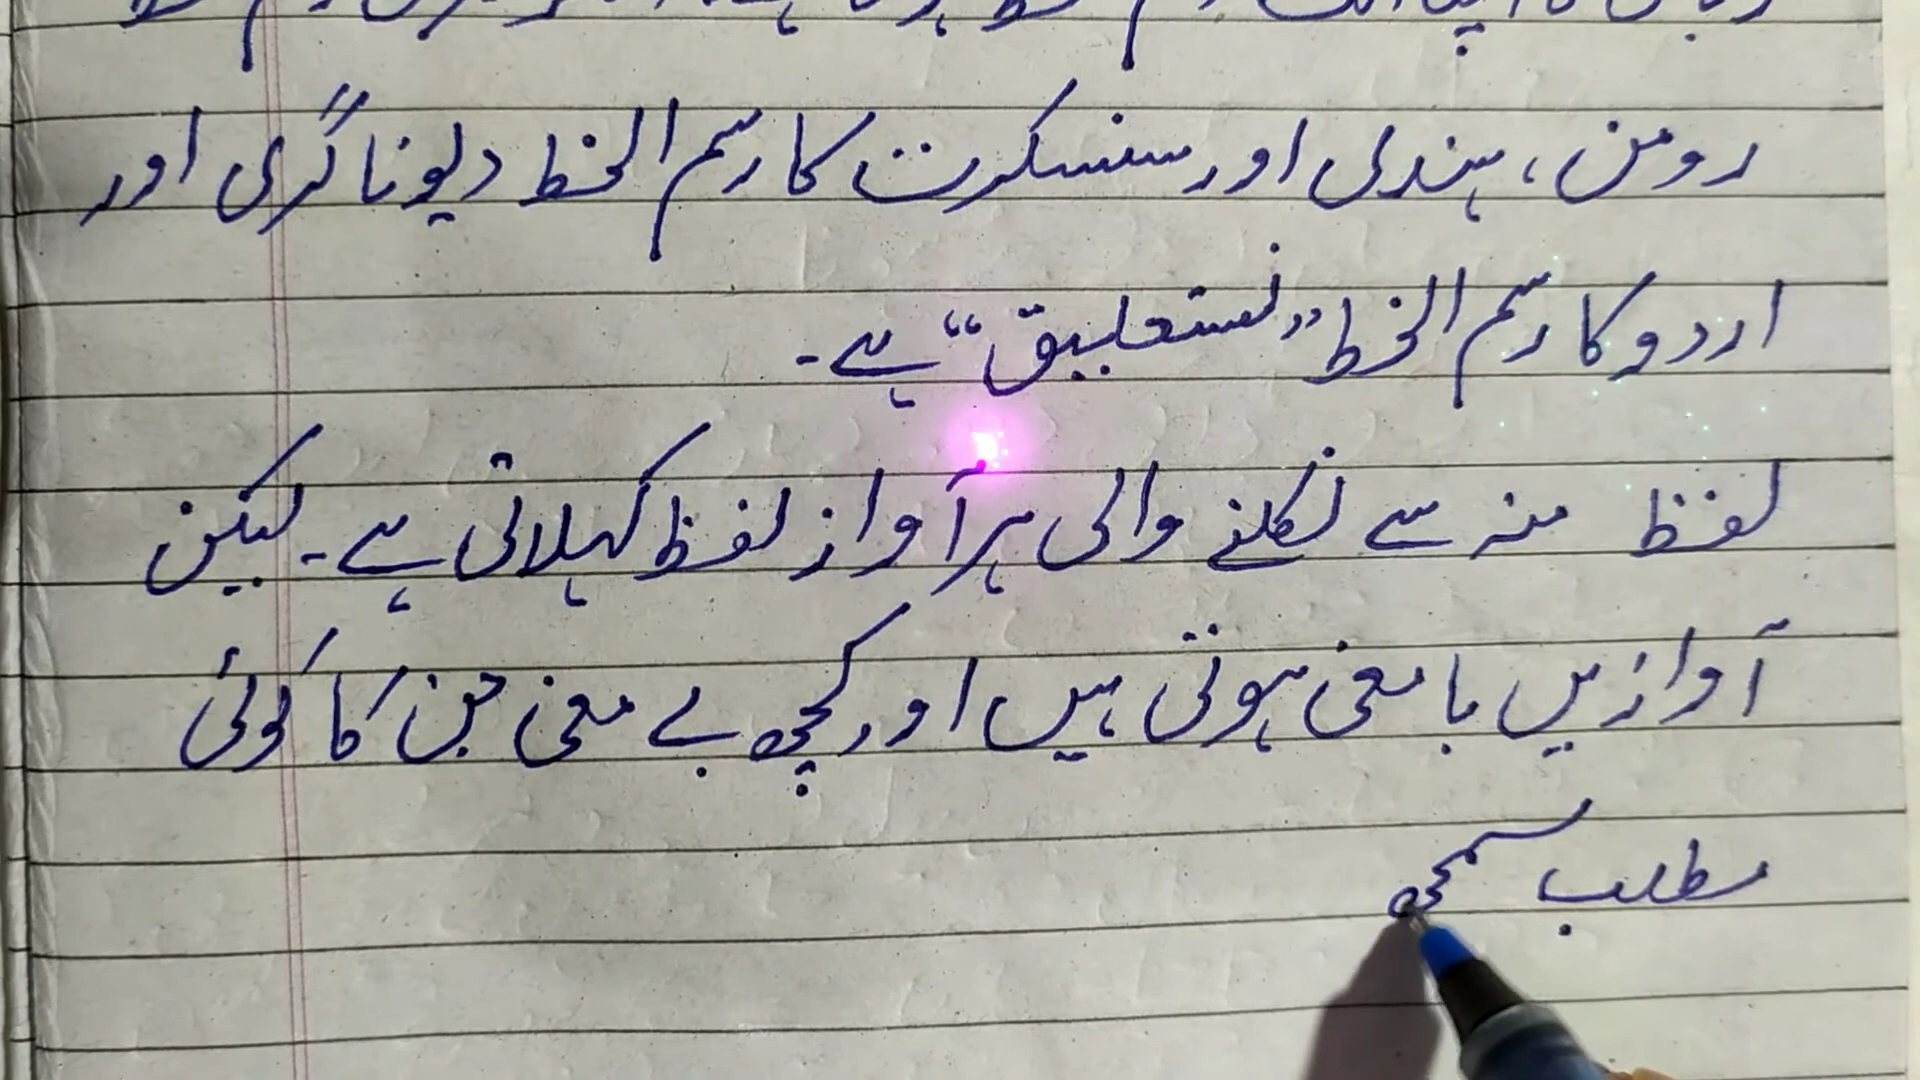 رومن، ہندی اور سنسکرت کا رسم الخط دیوناگری اور
اردو کا رسم الخط ”نستعلیق“ ہے۔
لفظ منہ سے نکلنے والی ہر آواز لفظ کہلاتی ہے۔ لیکن
آوازیں با معنی ہوتی ہیں اور کچھ بے معنی جن کا کوئی
مطلب سمجھ